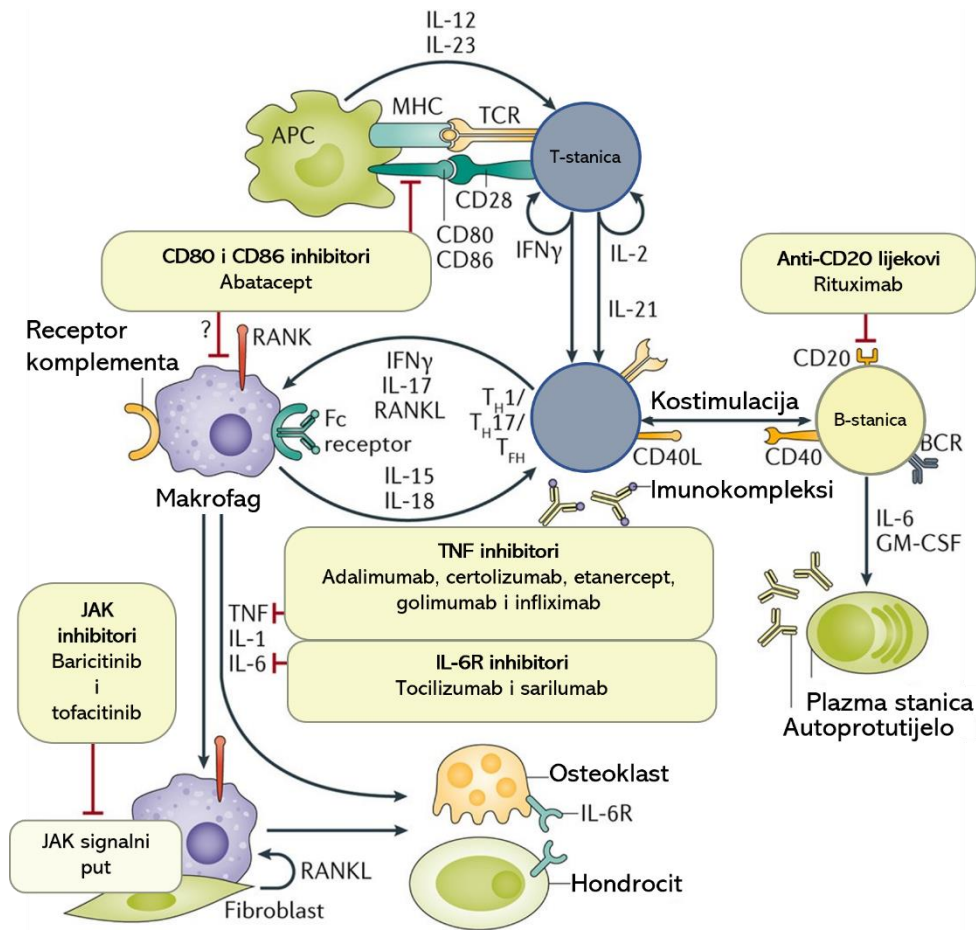 IL-12
IL-23
MHC
TCR
APC
T-stanica
CD28
CD80
CD86
IFNγ
IL-2
CD80 i CD86 inhibitori
Abatacept
Anti-CD20 lijekovi
Rituximab
IL-21
?
RANK
Receptor
komplementa
CD20
IFNγ
IL-17
RANKL
TH1/
TH17/
TFH
Kostimulacija
B-stanica
Fc
receptor
CD40L
CD40
BCR
IL-15
IL-18
Makrofag
Imunokompleksi
IL-6
GM-CSF
TNF inhibitori
Adalimumab, certolizumab, etanercept,
golimumab i infliximab
JAK
inhibitori
Baricitinib
i
tofacitinib
TNF
IL-1
IL-6
IL-6R inhibitori
Tocilizumab i sarilumab
Plazma stanica
Autoprotutijelo
Osteoklast
IL-6R
JAK signalni
put
RANKL
Hondrocit
Fibroblast